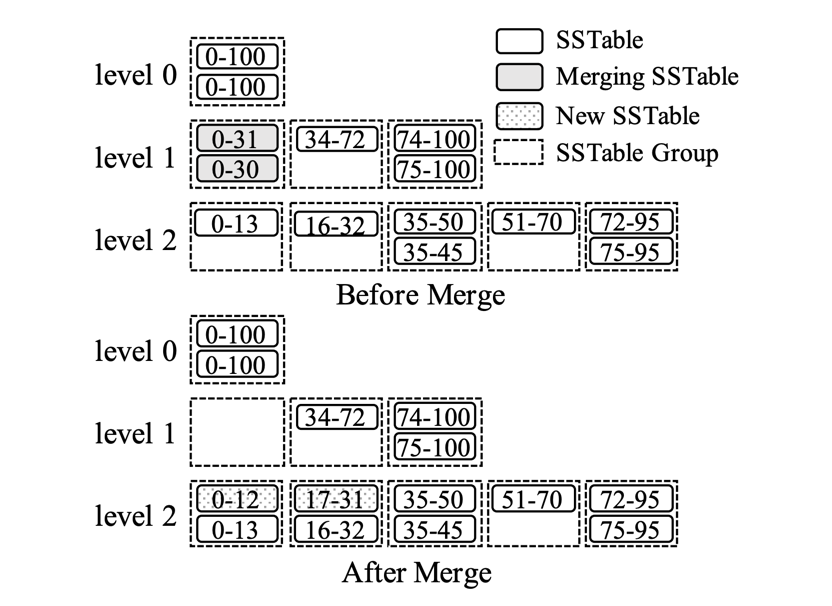 0-100
level 0
0-100
SSTable
Merging SSTable
New SSTable
SSTable Group
0-31 34-72 74-100
level 1
0-30 75-100
0-13 16-32 35-50 51-70 72-95
level 2
35-45 75-95
Before Merge
0-100
level 0
0-100
34-72 74-100
level 1
75-100
0-12 17-31 35-50 51-70 72-95
level 2
0-13 16-32 35-45 75-95
After Merge